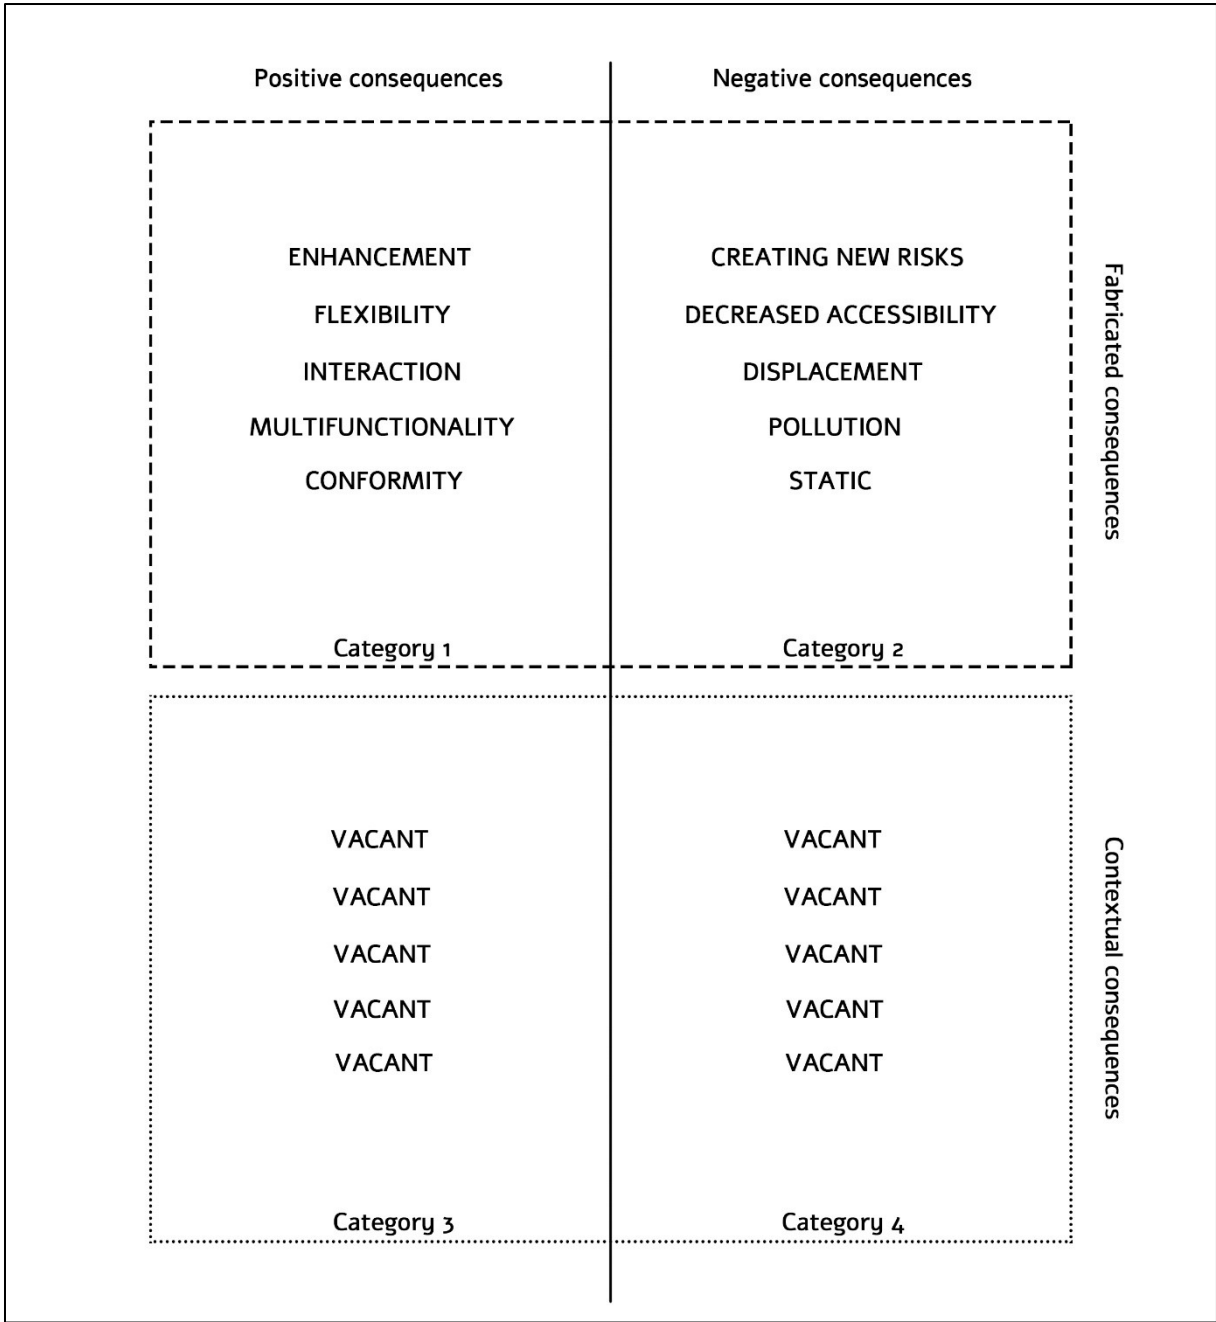 Positive consequences
Negative consequences
ENHANCEMENT
FLEXIBILITY
INTERACTION
MULTIFUNCTIONALITY
CONFORMITY
Category 1
CREATING NEW RISKS
DECREASED ACCESSIBILITY
DISPLACEMENT
POLLUTION
STATIC
Category 2
Fabricated consequences
VACANT
VACANT
VACANT
VACANT
VACANT
Category 3
VACANT
VACANT
VACANT
VACANT
VACANT
Category 4
Contextual consequences